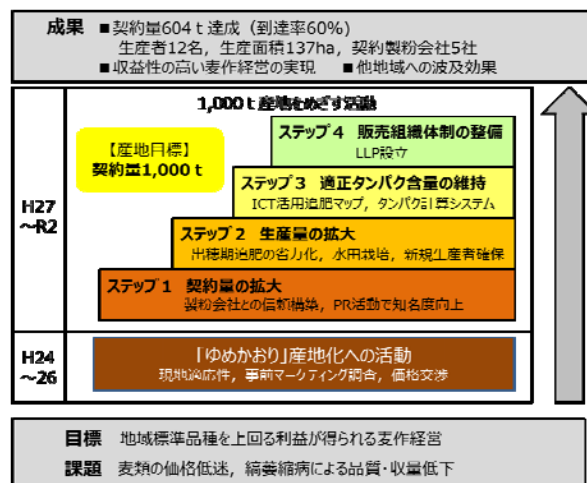 成果 ■契約量604ｔ達成（到達率60%）
生産者12名，生産面積137ha，契約製粉会社5社
■収益性の高い麦作経営の実現 ■他地域への波及効果
1,000ｔ産地をめざす活動
ステップ４ 販売組織体制の整備
LLP設立
【産地目標】
契約量1,000ｔ
ステップ３ 適正タンパク含量の維持
ICT活用追肥マップ，タンパク計算システム
H27
～R2
ステップ２ 生産量の拡大
出穂期追肥の省力化，水田栽培，新規生産者確保
ステップ１ 契約量の拡大
製粉会社との信頼構築，PR活動で知名度向上
H24
～26
「ゆめかおり」産地化への活動
現地適応性，事前マーケティング調査，価格交渉
目標 地域標準品種を上回る利益が得られる麦作経営
課題 麦類の価格低迷，縞萎縮病による品質・収量低下